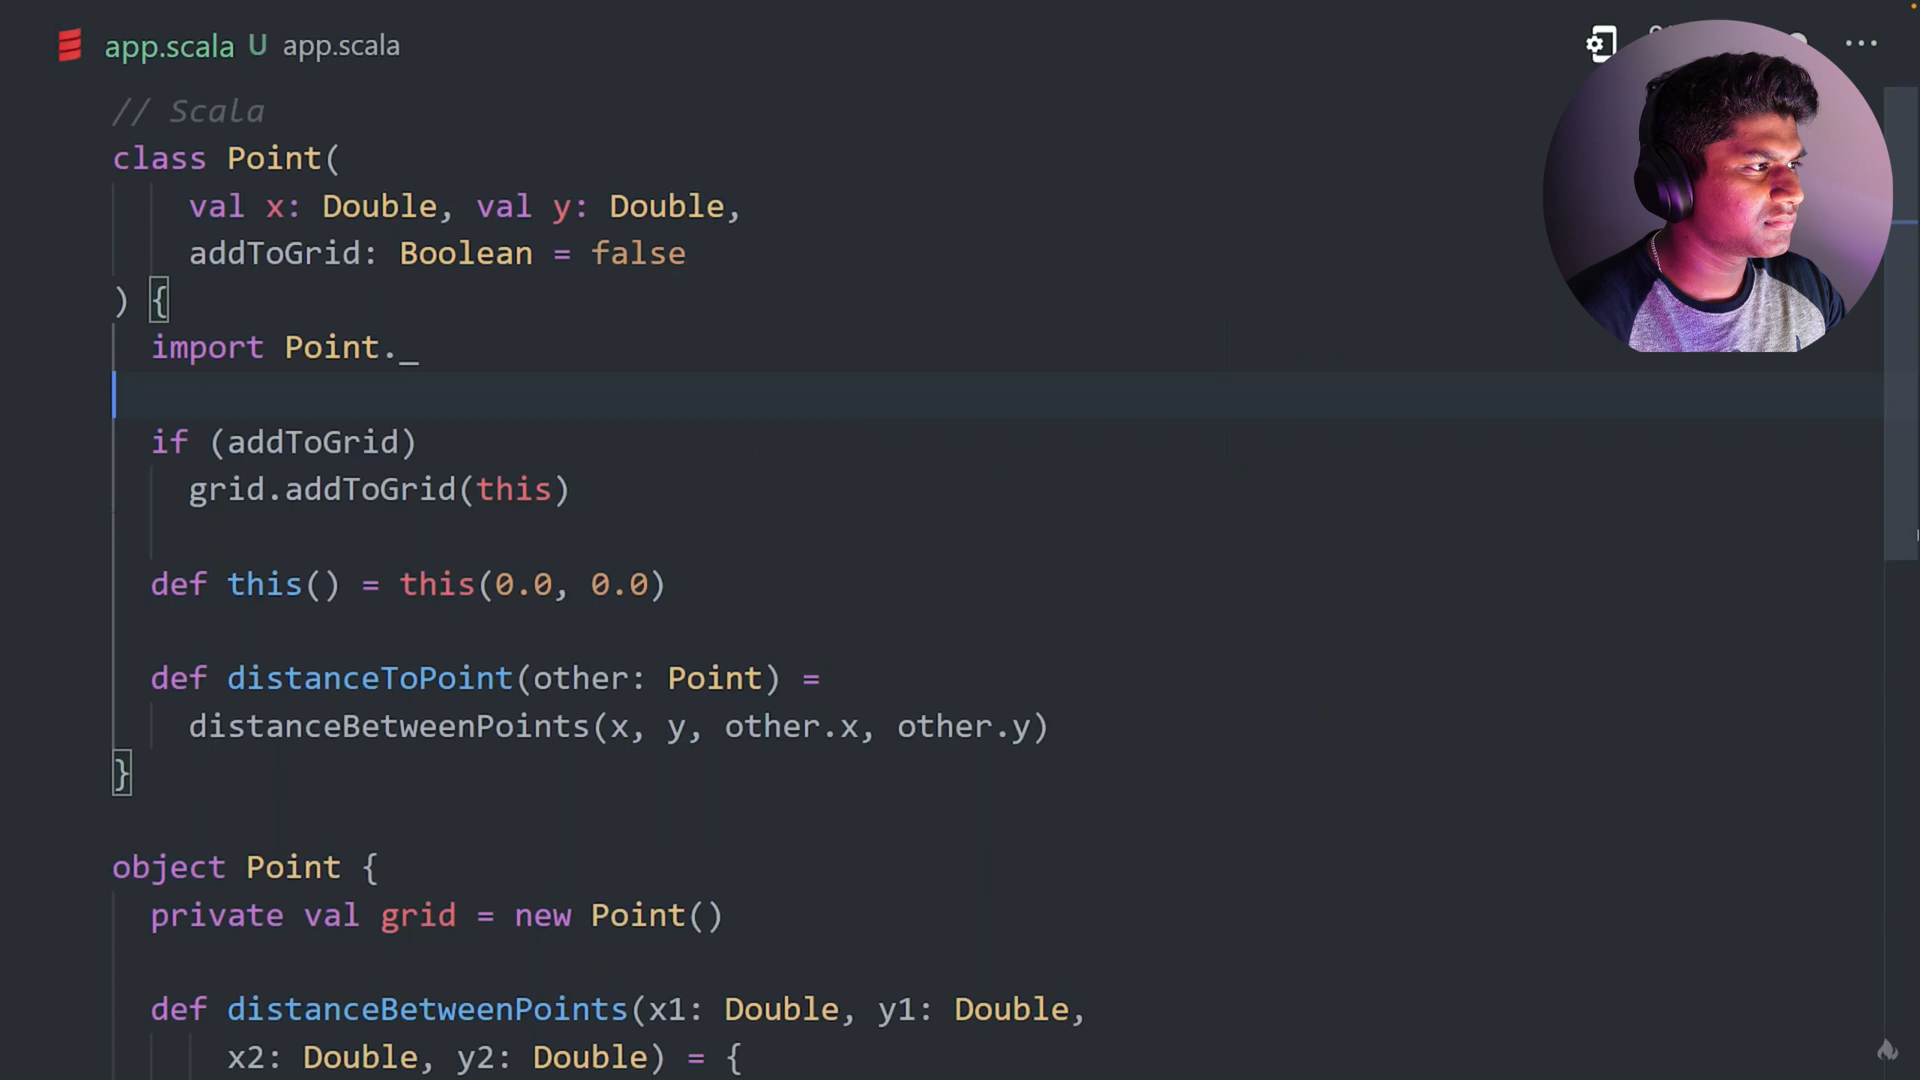 app.scala U app.scala
// Scala
class Point(
    val x: Double, val y: Double,
    addToGrid: Boolean = false
) {
  import Point._

  if (addToGrid)
    grid.addToGrid(this)

  def this() = this(0.0, 0.0)

  def distanceToPoint(other: Point) =
    distanceBetweenPoints(x, y, other.x, other.y)
}

object Point {
  private val grid = new Point()

  def distanceBetweenPoints(x1: Double, y1: Double,
      x2: Double, y2: Double) = {